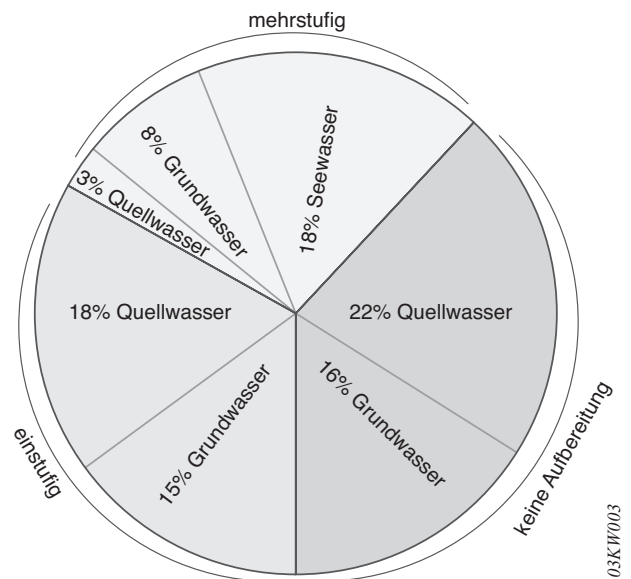 mehrstufig
8% Grundwasser
18% Seewasser
3% Quellwasser
18% Quellwasser
22% Quellwasser
16% Grundwasser
15% Grundwasser
einstufig
keine Aufbereitung
03KW003